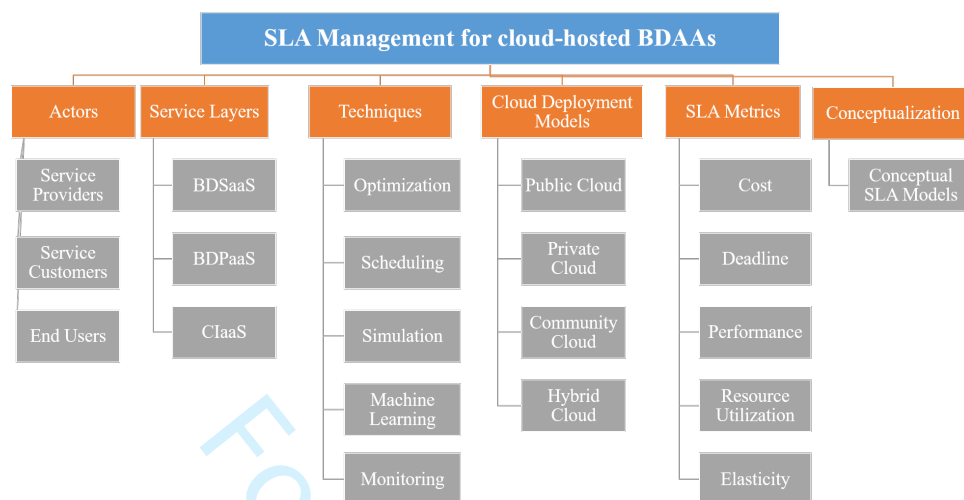 SLA Management for cloud-hosted BDAAs
Actors
Service
Providers
Service
Customers
End Users
Service Layers
BDSaaS
BDPaaS
CIaaS
Techniques
Optimization
Scheduling
Simulation
Machine
Learning
Monitoring
Cloud Deployment
Models
Public Cloud
Private
Cloud
Community
Cloud
Hybrid
Cloud
SLA Metrics
Cost
Deadline
Performance
Resource
Utilization
Elasticity
Conceptualization
Conceptual
SLA Models